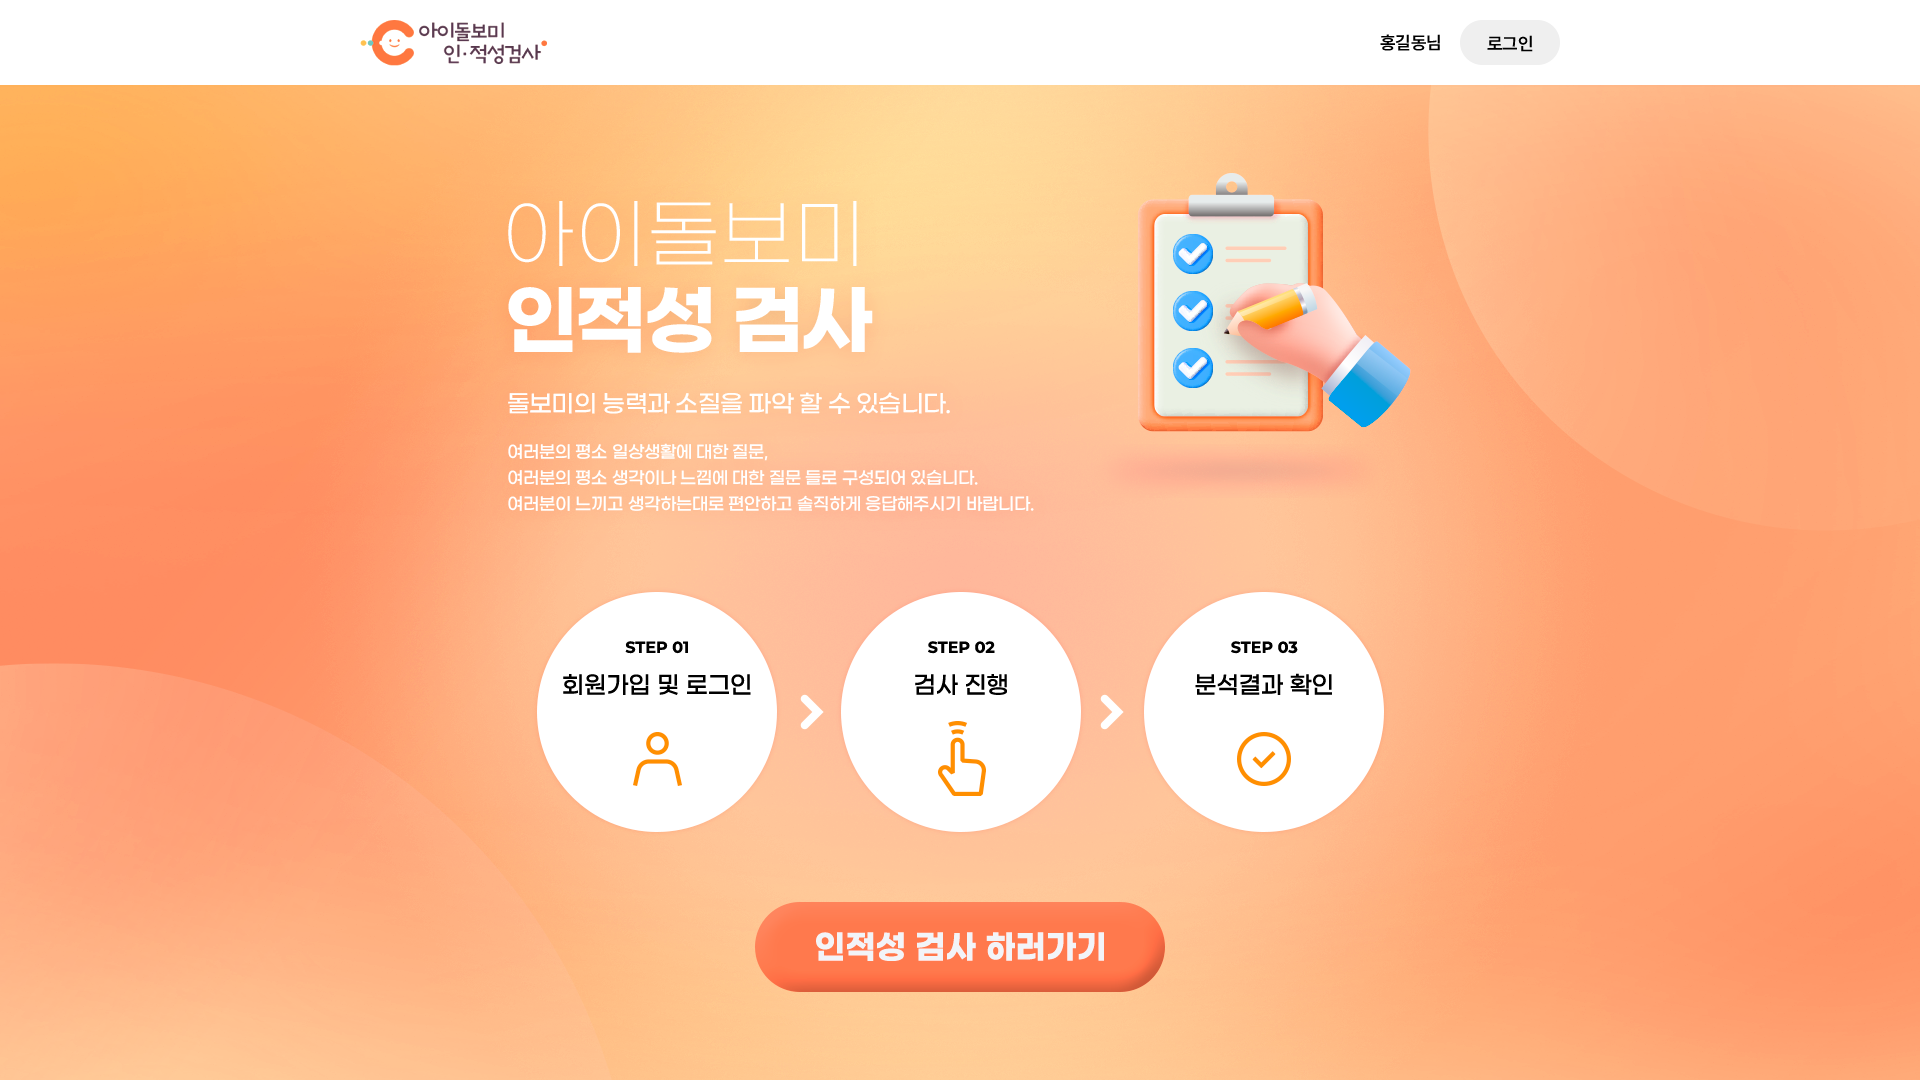 아이돌보미
인·적성검사
홍길동님
로그인
아이돌보미
인적성 검사
돌보미의 능력과 소질을 파악 할 수 있습니다.
여러분의 평소 일상생활에 대한 질문,
여러분의 평소 생각이나 느낌에 대한 질문 들로 구성되어 있습니다.
여러분이 느끼고 생각하는대로 편안하고 솔직하게 응답해주시기 바랍니다.
STEP 01
회원가입 및 로그인
STEP 02
검사 진행
STEP 03
분석결과 확인
인적성 검사 하러가기